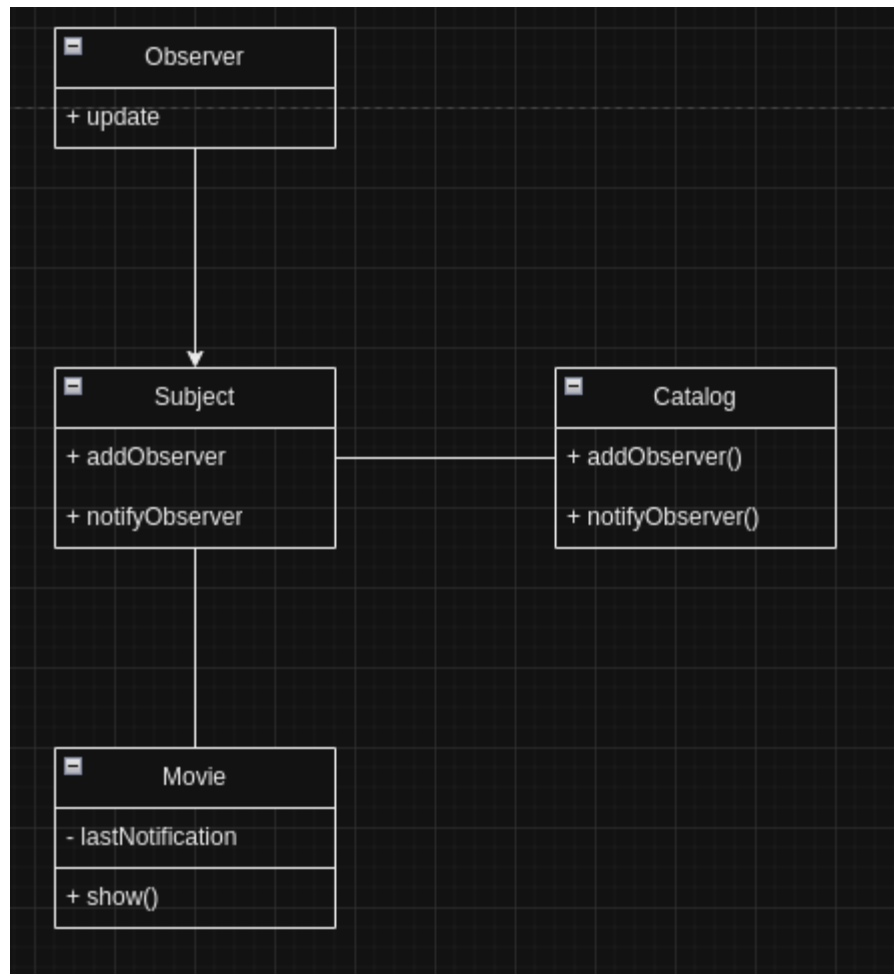 Observer
+ update
Subject
+ addObserver
+ notifyObserver
Catalog
+ addObserver()
+ notifyObserver()
Movie
- lastNotification
+ show()